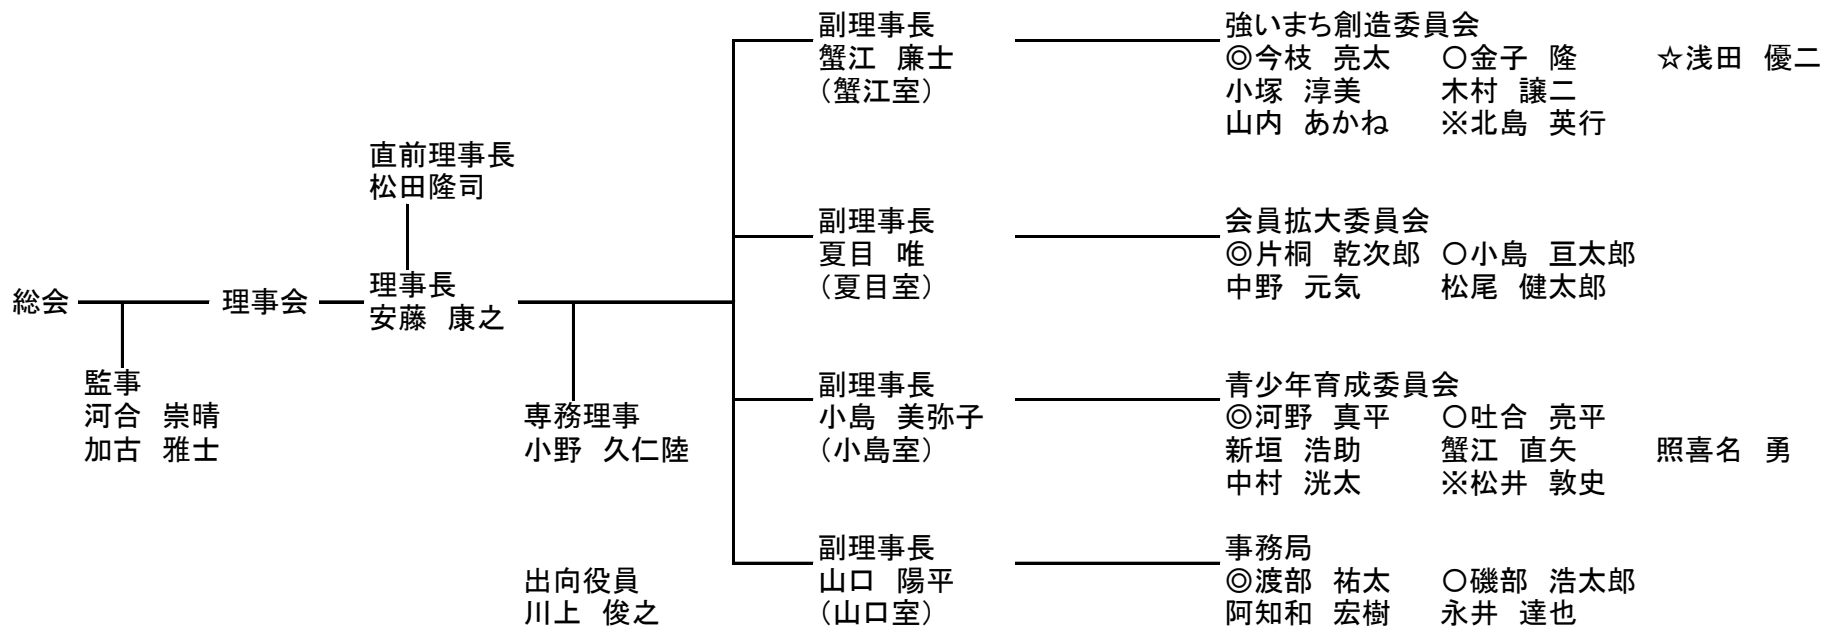 総会
監事
河合 崇晴
加古 雅士
理事会
直前理事長
松田隆司
理事長
安藤 康之
専務理事
小野 久仁陸
出向役員
川上 俊之
副理事長
蟹江 廉士
(蟹江室)
強いまち創造委員会
◎今枝 亮太 〇金子 隆 ☆浅田 優二
小塚 淳美 木村 譲二
山内 あかね ※北島 英行
副理事長
夏目 唯
(夏目室)
会員拡大委員会
◎片桐 乾次郎 〇小島 亘太郎
中野 元気 松尾 健太郎
副理事長
小島 美弥子
(小島室)
青少年育成委員会
◎河野 真平 〇吐合 亮平
新垣 浩助 蟹江 直矢 照喜名 勇
中村 洸太 ※松井 敦史
副理事長
山口 陽平
(山口室)
事務局
◎渡部 祐太 〇磯部 浩太郎
阿知和 宏樹 永井 達也